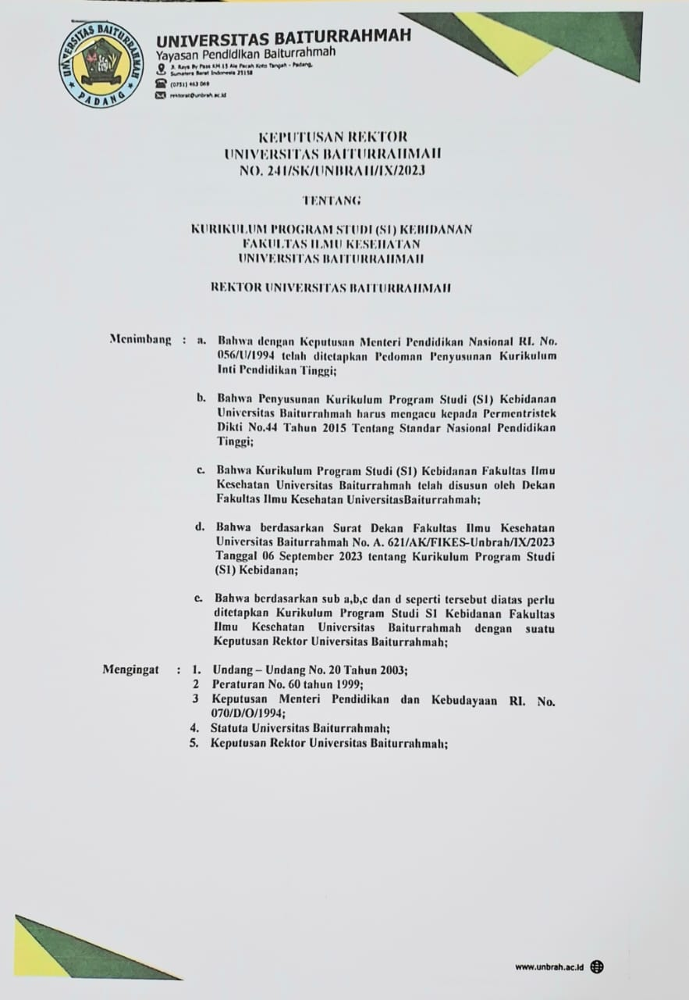 UNIVERSITAS BAITURRAHMAH
PADANG
UNIVERSITAS BAITURRAHMAH
Yayasan Pendidikan Baiturrahmah
Jl. Raya By Pass KM.15 Aie Pacah Koto Tangah - Padang,
Sumatera Barat Indonesia 25158
(0751) 463 069
rektorat@unbrah.ac.id
KEPUTUSAN REKTOR
UNIVERSITAS BAITURRAHMAH
NO. 241/SK/UNBRAH/IX/2023
TENTANG
KURIKULUM PROGRAM STUDI (S1) KEBIDANAN
FAKULTAS ILMU KESEHATAN
UNIVERSITAS BAITURRAHMAH
REKTOR UNIVERSITAS BAITURRAHMAH
Menimbang : a. Bahwa dengan Keputusan Menteri Pendidikan Nasional RI. No.
056/U/1994 telah ditetapkan Pedoman Penyusunan Kurikulum
Inti Pendidikan Tinggi;
b. Bahwa Penyusunan Kurikulum Program Studi (S1) Kebidanan
Universitas Baiturrahmah harus mengacu kepada Permentristek
Dikti No.44 Tahun 2015 Tentang Standar Nasional Pendidikan
Tinggi;
c. Bahwa Kurikulum Program Studi (S1) Kebidanan Fakultas Ilmu
Kesehatan Universitas Baiturrahmah telah disusun oleh Dekan
Fakultas Ilmu Kesehatan UniversitasBaiturrahmah;
d. Bahwa berdasarkan Surat Dekan Fakultas Ilmu Kesehatan
Universitas Baiturrahmah No. A. 621/AK/FIKES-Unbrah/IX/2023
Tanggal 06 September 2023 tentang Kurikulum Program Studi
(S1) Kebidanan;
e. Bahwa berdasarkan sub a,b,c dan d seperti tersebut diatas perlu
ditetapkan Kurikulum Program Studi S1 Kebidanan Fakultas
Ilmu Kesehatan Universitas Baiturrahmah dengan suatu
Keputusan Rektor Universitas Baiturrahmah;
Mengingat : 1. Undang – Undang No. 20 Tahun 2003;
2 Peraturan No. 60 tahun 1999;
3 Keputusan Menteri Pendidikan dan Kebudayaan RI. No.
070/D/O/1994;
4. Statuta Universitas Baiturrahmah;
5. Keputusan Rektor Universitas Baiturrahmah;
www.unbrah.ac.id